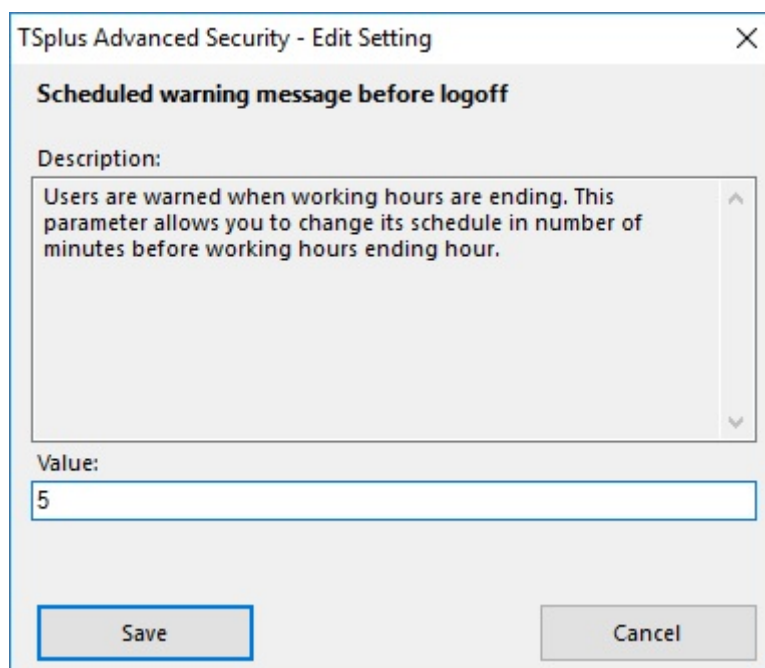 TSplus Advanced Security - Edit Setting
Scheduled warning message before logoff
Description:
Users are warned when working hours are ending. This
parameter allows you to change its schedule in number of
minutes before working hours ending hour.
Value:
5
Save
Cancel